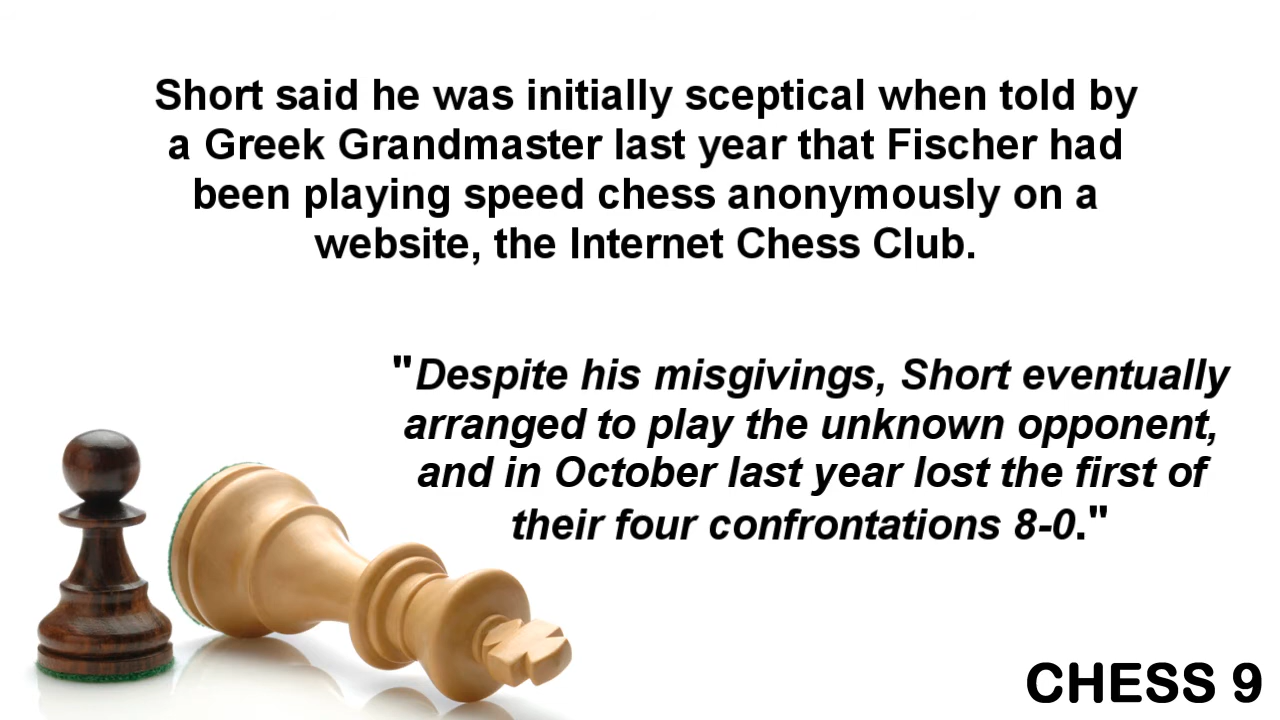 Short said he was initially sceptical when told by
a Greek Grandmaster last year that Fischer had
been playing speed chess anonymously on a
website, the Internet Chess Club.
"Despite his misgivings, Short eventually
arranged to play the unknown opponent,
and in October last year lost the first of
their four confrontations 8-0."
CHESS 9